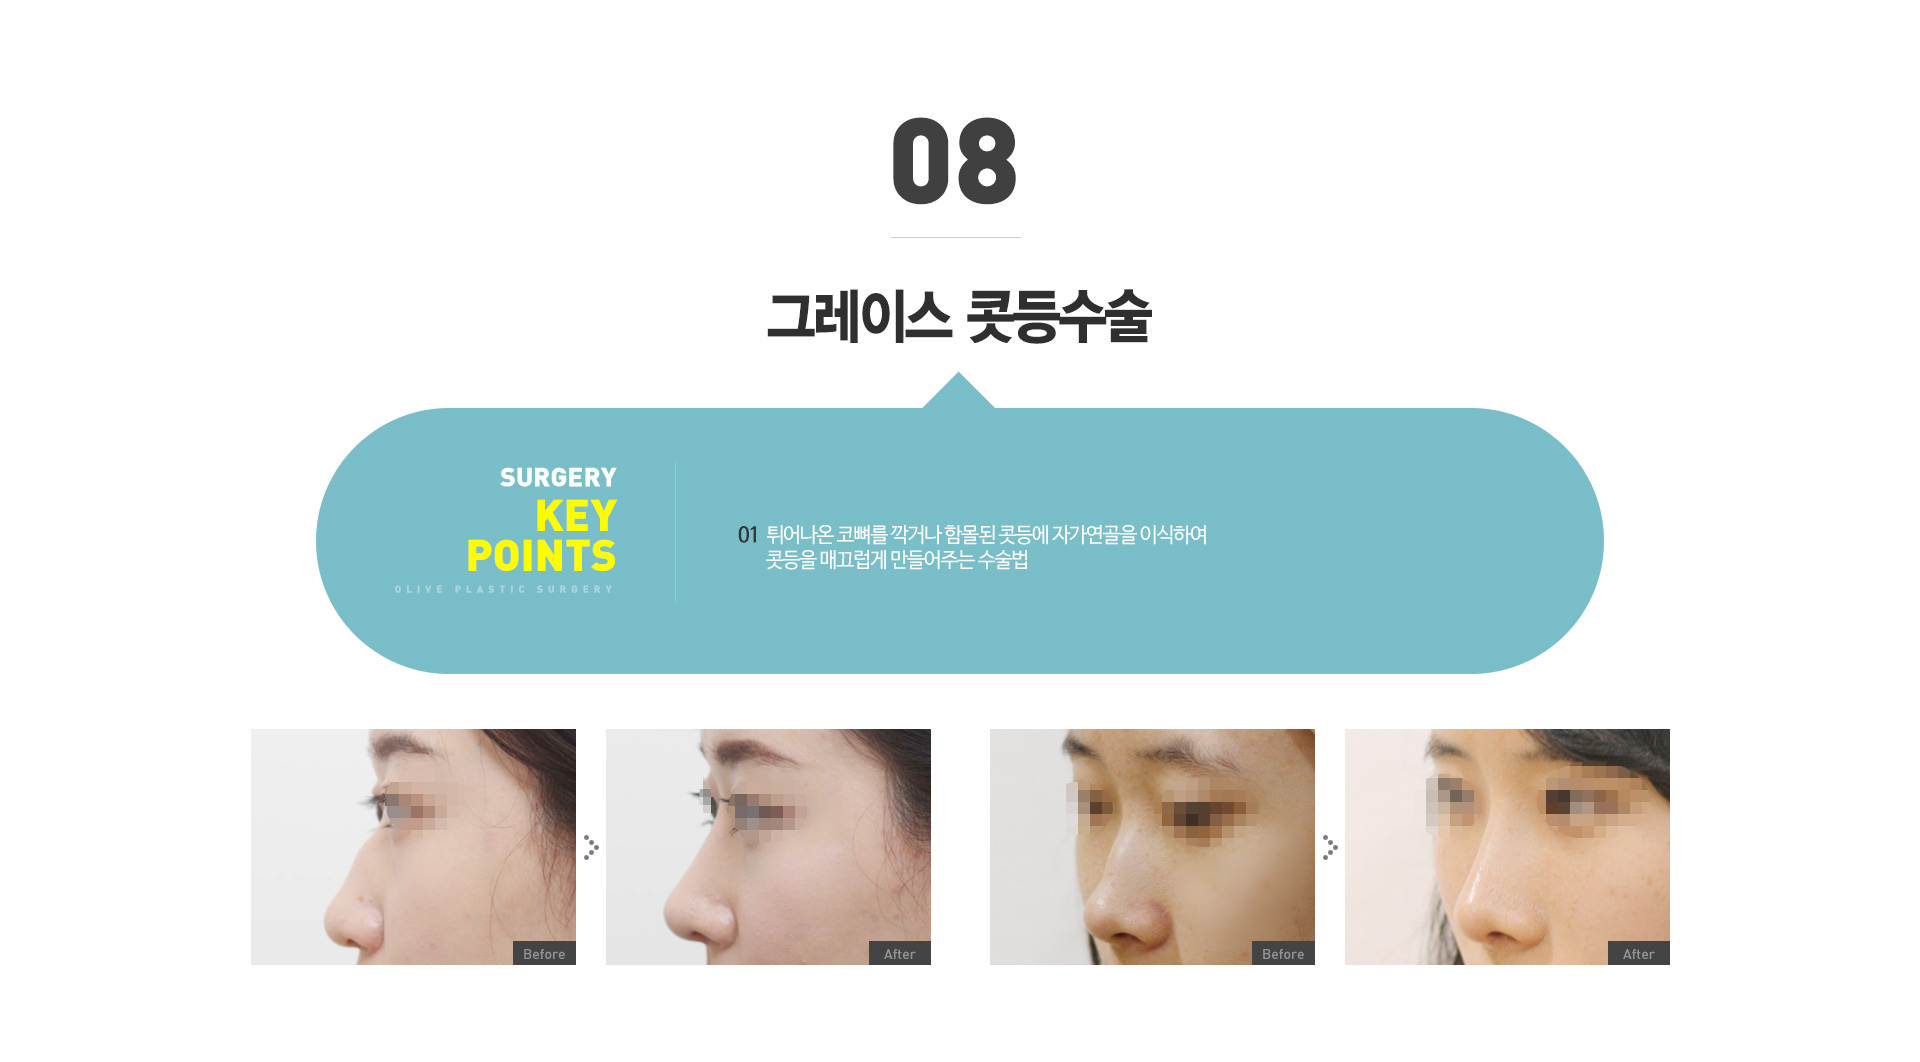 08
그레이스 콧등수술
SURGERY
KEY
POINTS
OLIVE PLASTIC SURGERY
01 튀어나온 코뼈를 깍거나 함몰된 콧등에 자가연골을 이식하여
콧등을 매끄럽게 만들어주는 수술법
Before
After
Before
After